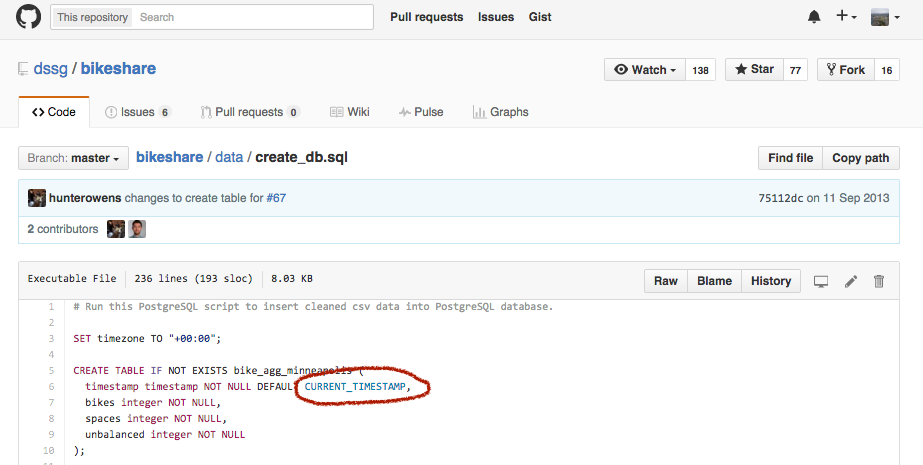 This repository Search Pull requests Issues Gist
dssg / bikeshare Watch 138 Star 77 Fork 16
Code Issues 6 Pull requests 0 Wiki Pulse Graphs
Branch: master bikeshare / data / create_db.sql Find file Copy path
hunterowens changes to create table for #67 75112dc on 11 Sep 2013
2 contributors
Executable File 236 lines (193 sloc) 8.03 KB Raw Blame History
1 # Run this PostgreSQL script to insert cleaned csv data into PostgreSQL database.
2
3 SET timezone TO "+00:00";
4
5 CREATE TABLE IF NOT EXISTS bike_agg_minneapolis (
6 timestamp timestamp NOT NULL DEFAULT CURRENT_TIMESTAMP,
7 bikes integer NOT NULL,
8 spaces integer NOT NULL,
9 unbalanced integer NOT NULL
10 );